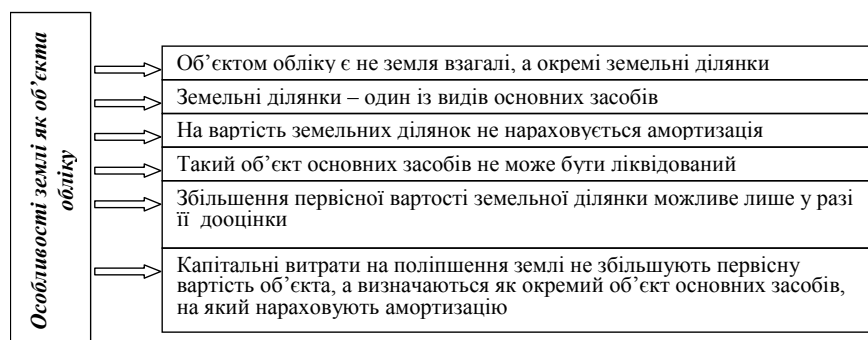 Особливості землі як об’єкта
обліку
Об’єктом обліку є не земля взагалі, а окремі земельні ділянки
Земельні ділянки – один із видів основних засобів
На вартість земельних ділянок не нараховується амортизація
Такий об’єкт основних засобів не може бути ліквідований
Збільшення первісної вартості земельної ділянки можливе лише у разі
її дооцінки
Капітальні витрати на поліпшення землі не збільшують первісну
вартість об’єкта, а визначаються як окремий об’єкт основних засобів,
на який нараховують амортизацію